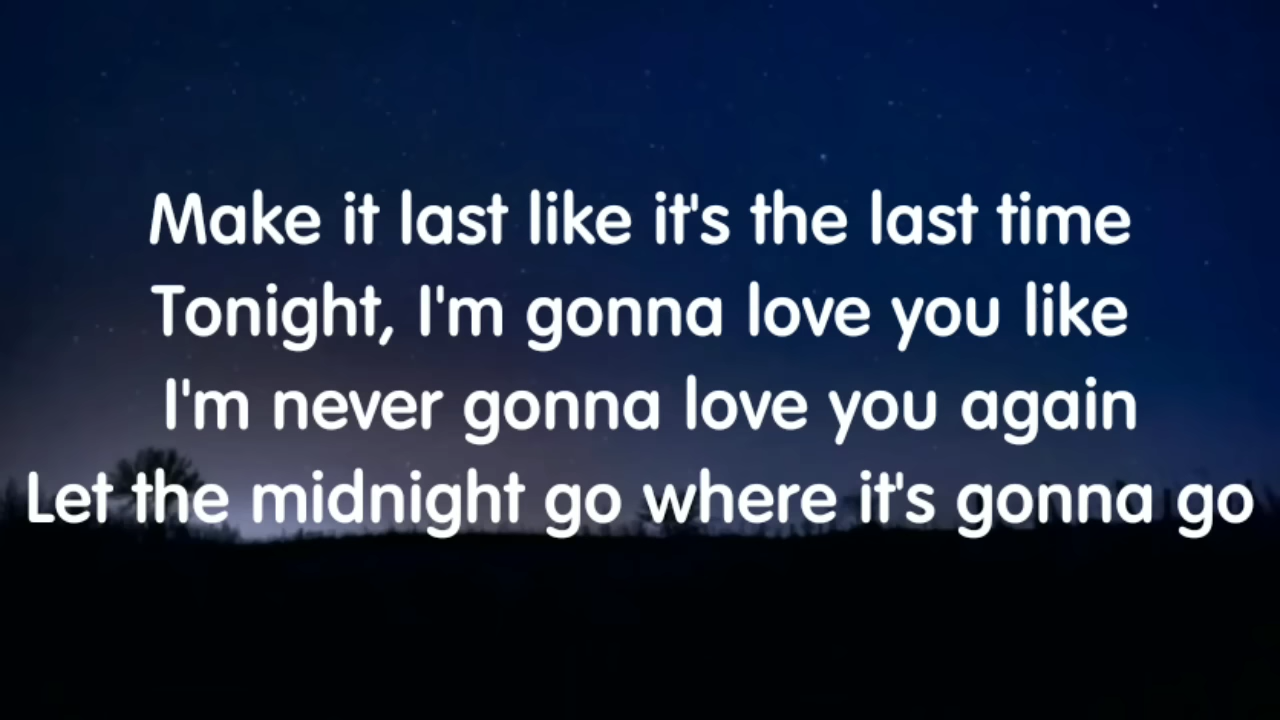 Make it last like it's the last time
Tonight, I'm gonna love you like
I'm never gonna love you again
Let the midnight go where it's gonna go